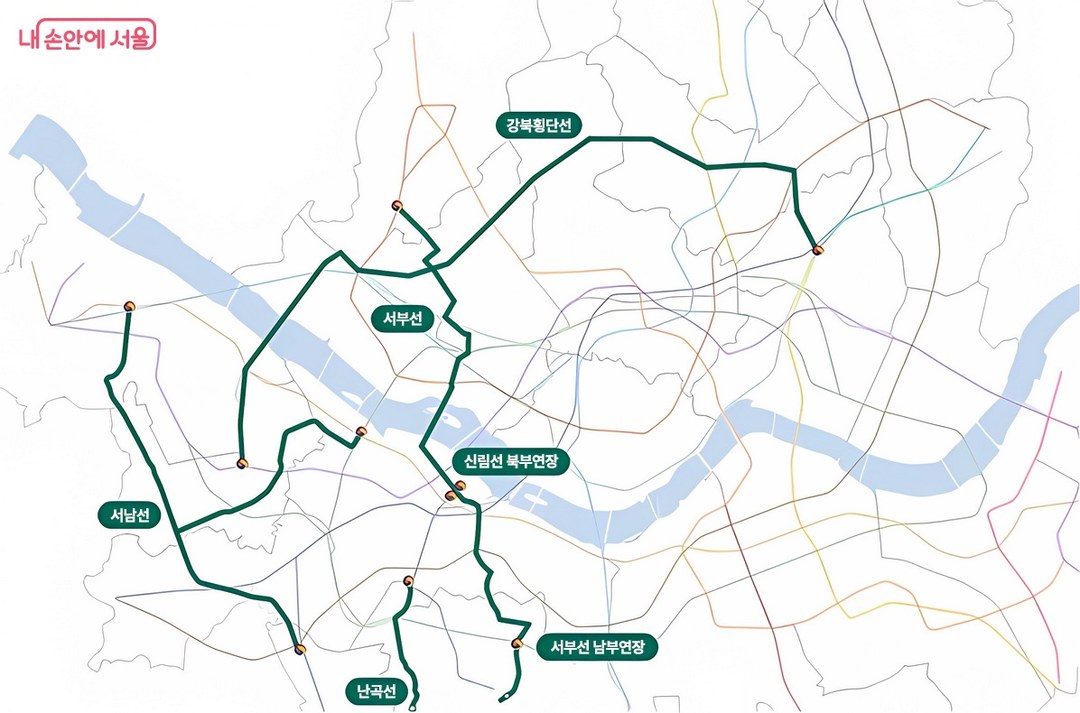 내 손안에 서울
강북횡단선
서부선
신림선 북부연장
서남선
서부선 남부연장
난곡선